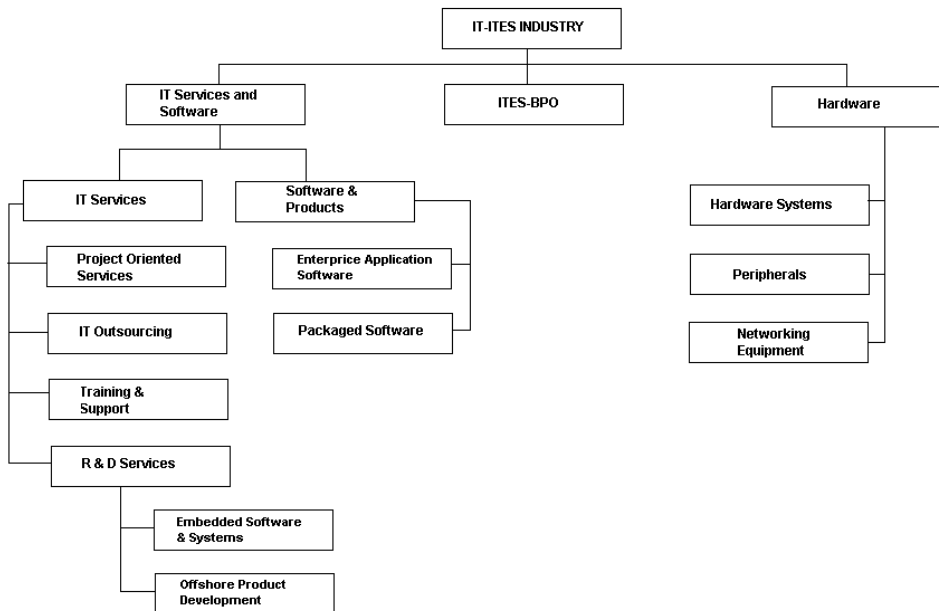 IT-ITES INDUSTRY
IT Services and
Software
ITES-BPO
Hardware
IT Services
Software &
Products
Hardware Systems
Project Oriented
Services
Enterprice Application
Software
Peripherals
IT Outsourcing
Packaged Software
Networking
Equipment
Training &
Support
R & D Services
Embedded Software
& Systems
Offshore Product
Development